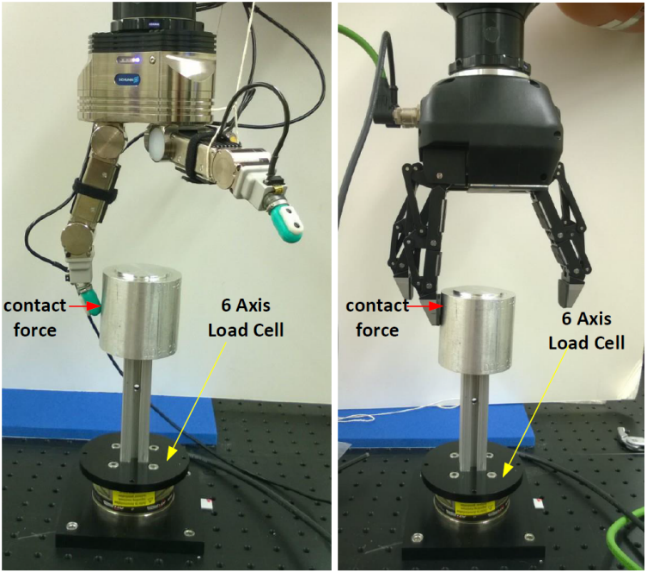 contact
force
6 Axis
Load Cell
contact
force
6 Axis
Load Cell